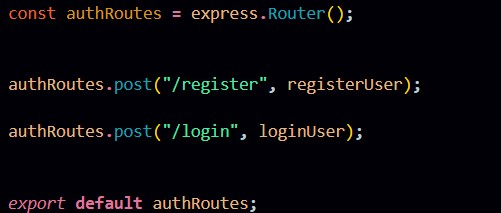 const authRoutes = express.Router();
authRoutes.post("/register", registerUser);
authRoutes.post("/login", loginUser);
export default authRoutes;